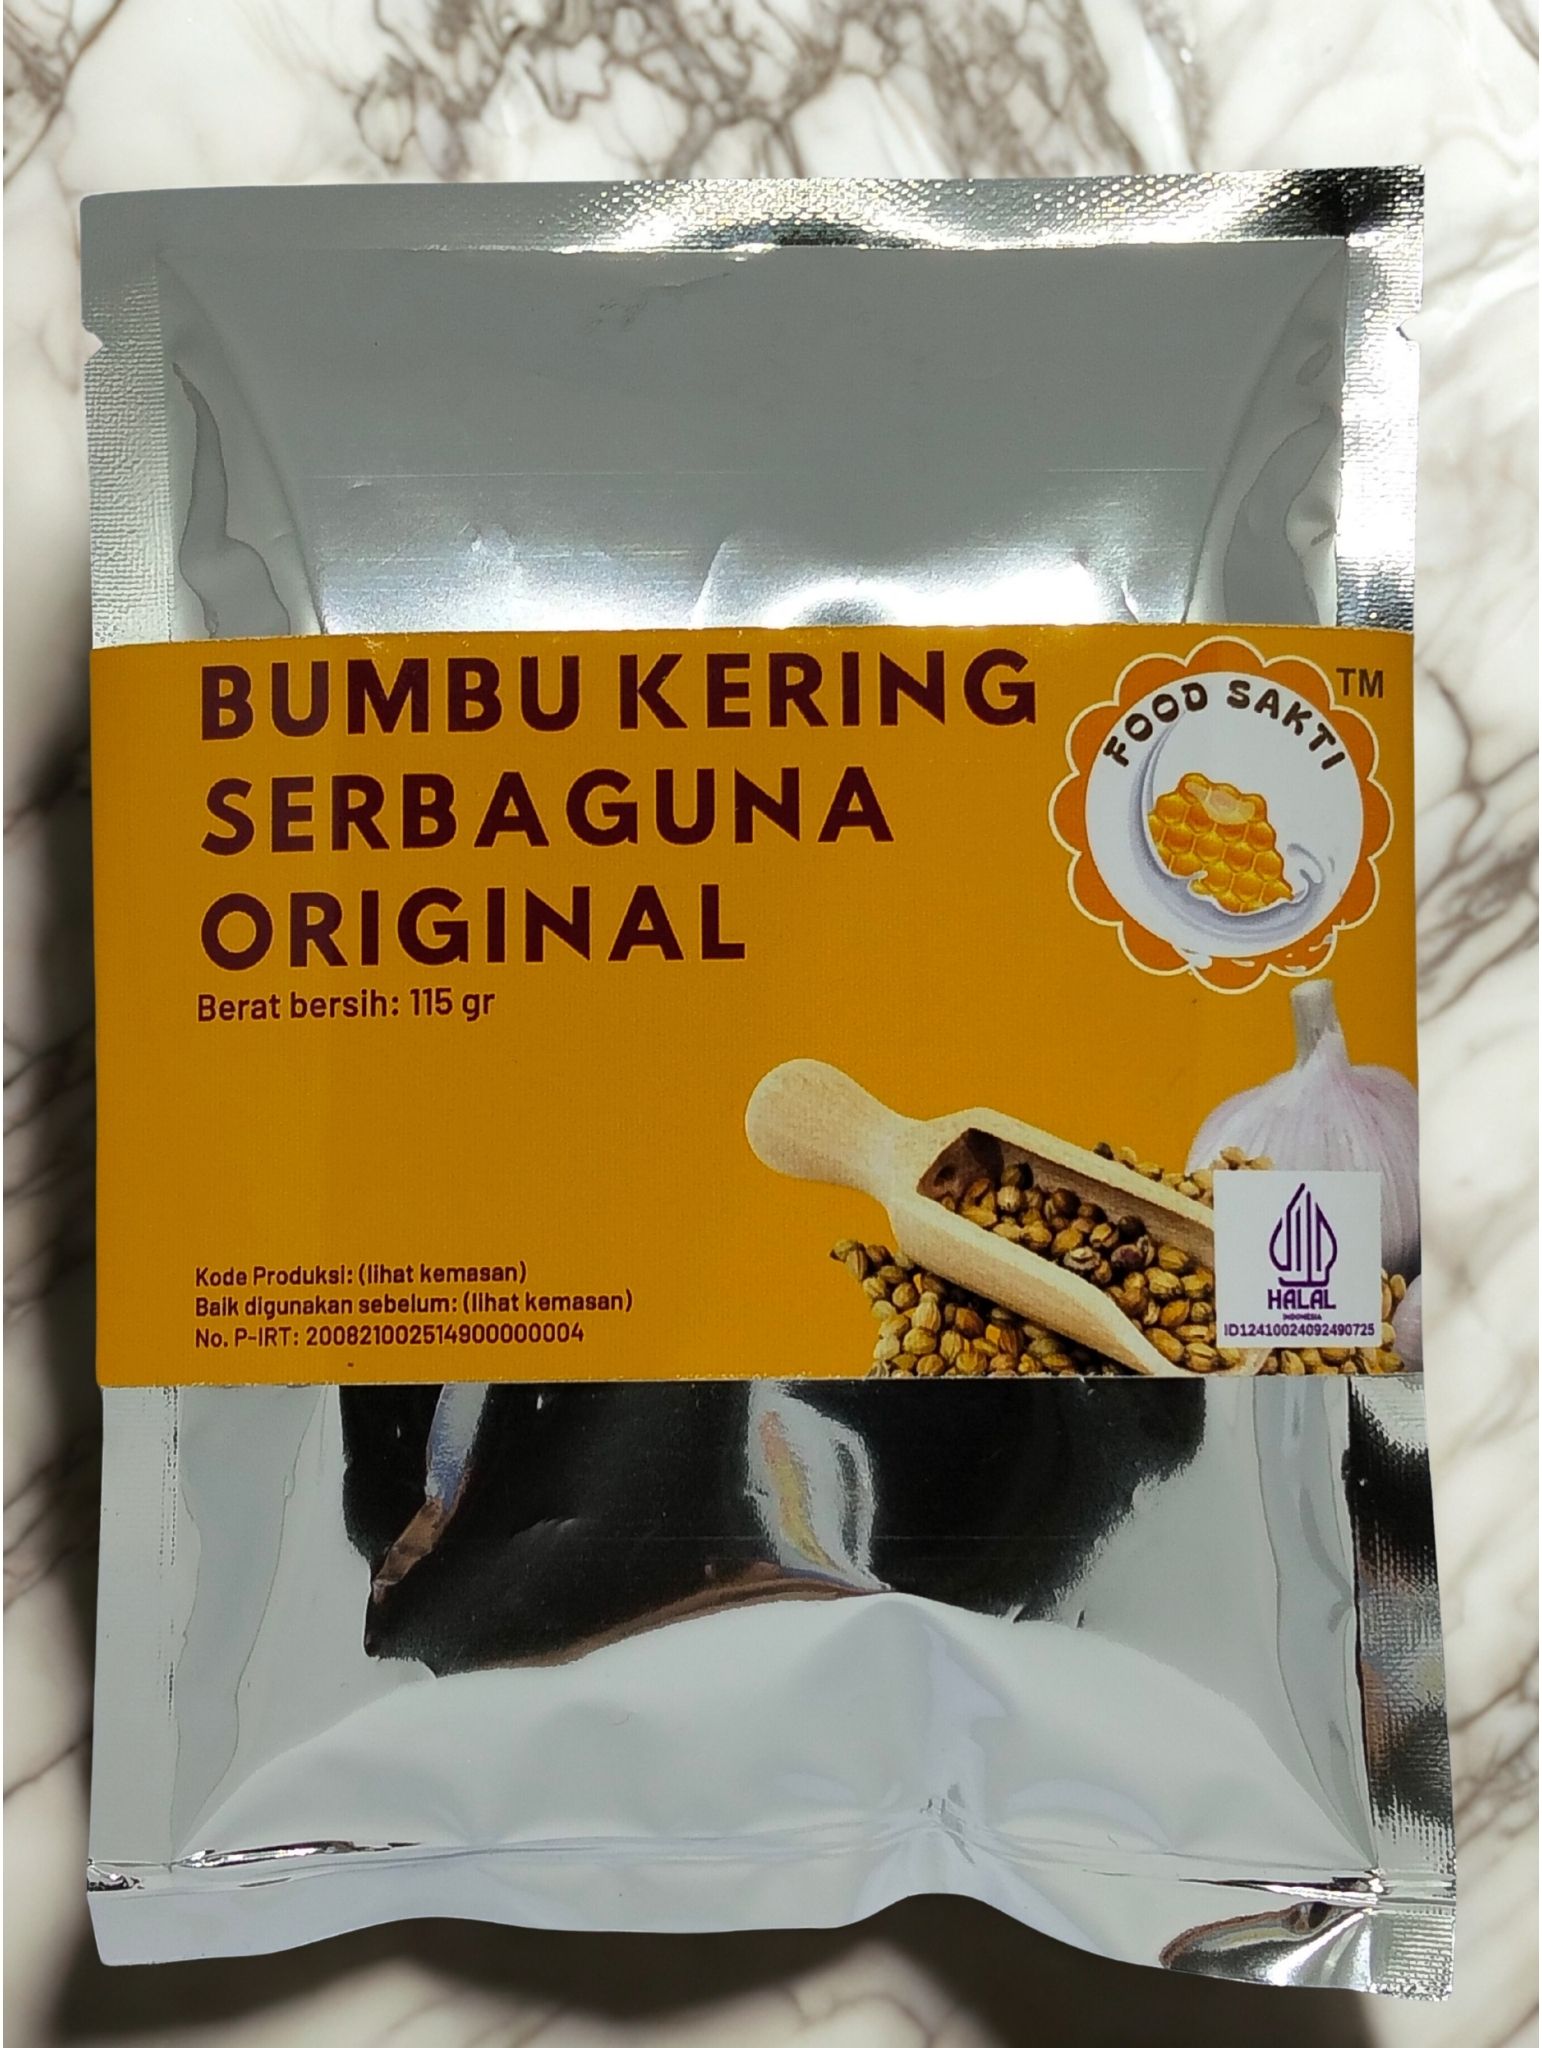 BUMBU KERING
SERBAGUNA
ORIGINAL
Berat bersih: 115 gr
FOOD SAKTI
TM
Kode Produksi: (lihat kemasan)
Baik digunakan sebelum: (lihat kemasan)
No. P-IRT: 200821002514900000004
HALAL
INDONESIA
ID12410024092490725